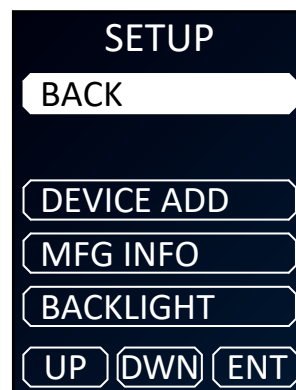 SETUP
BACK
DEVICE ADD
MFG INFO
BACKLIGHT
UP DWN ENT